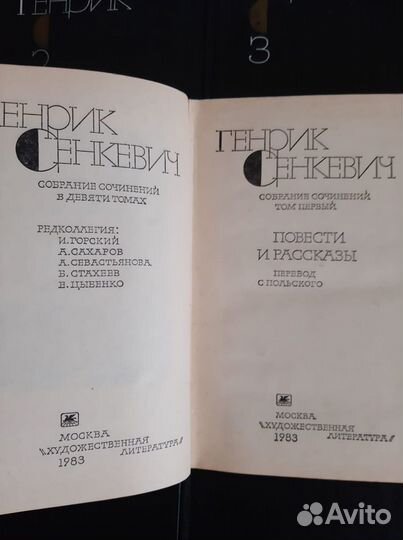 ГЕНРИК
2
3
ЕНРИК
СЕНКЕВИЧ
СОБРАНИЕ СОЧИНЕНИЙ
В ДЕВЯТИ ТОМАХ
РЕДКОЛЛЕГИЯ:
И.ГОРСКИЙ
А.САХАРОВ
А.СЕВАСТЬЯНОВА
Б.СТАХЕЕВ
Е.ЦЫБЕНКО
МОСКВА
«ХУДОЖЕСТВЕННАЯ
ЛИТЕРАТУРА»
1983
ГЕНРИК
СЕНКЕВИЧ
СОБРАНИЕ СОЧИНЕНИЙ
ТОМ ПЕРВЫЙ
ПОВЕСТИ
И РАССКАЗЫ
ПЕРЕВОД
С ПОЛЬСКОГО
МОСКВА
«ХУДОЖЕСТВЕННАЯ
ЛИТЕРАТУРА»
1983
Avito